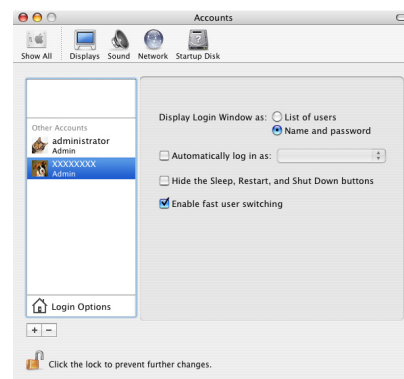 Accounts
Show All Displays Sound Network Startup Disk
Other Accounts
administrator
Admin
XXXXXXXX
Admin
Login Options
Display Login Window as: List of users
Name and password
Automatically log in as:
Hide the Sleep, Restart, and Shut Down buttons
Enable fast user switching
+ −
Click the lock to prevent further changes.